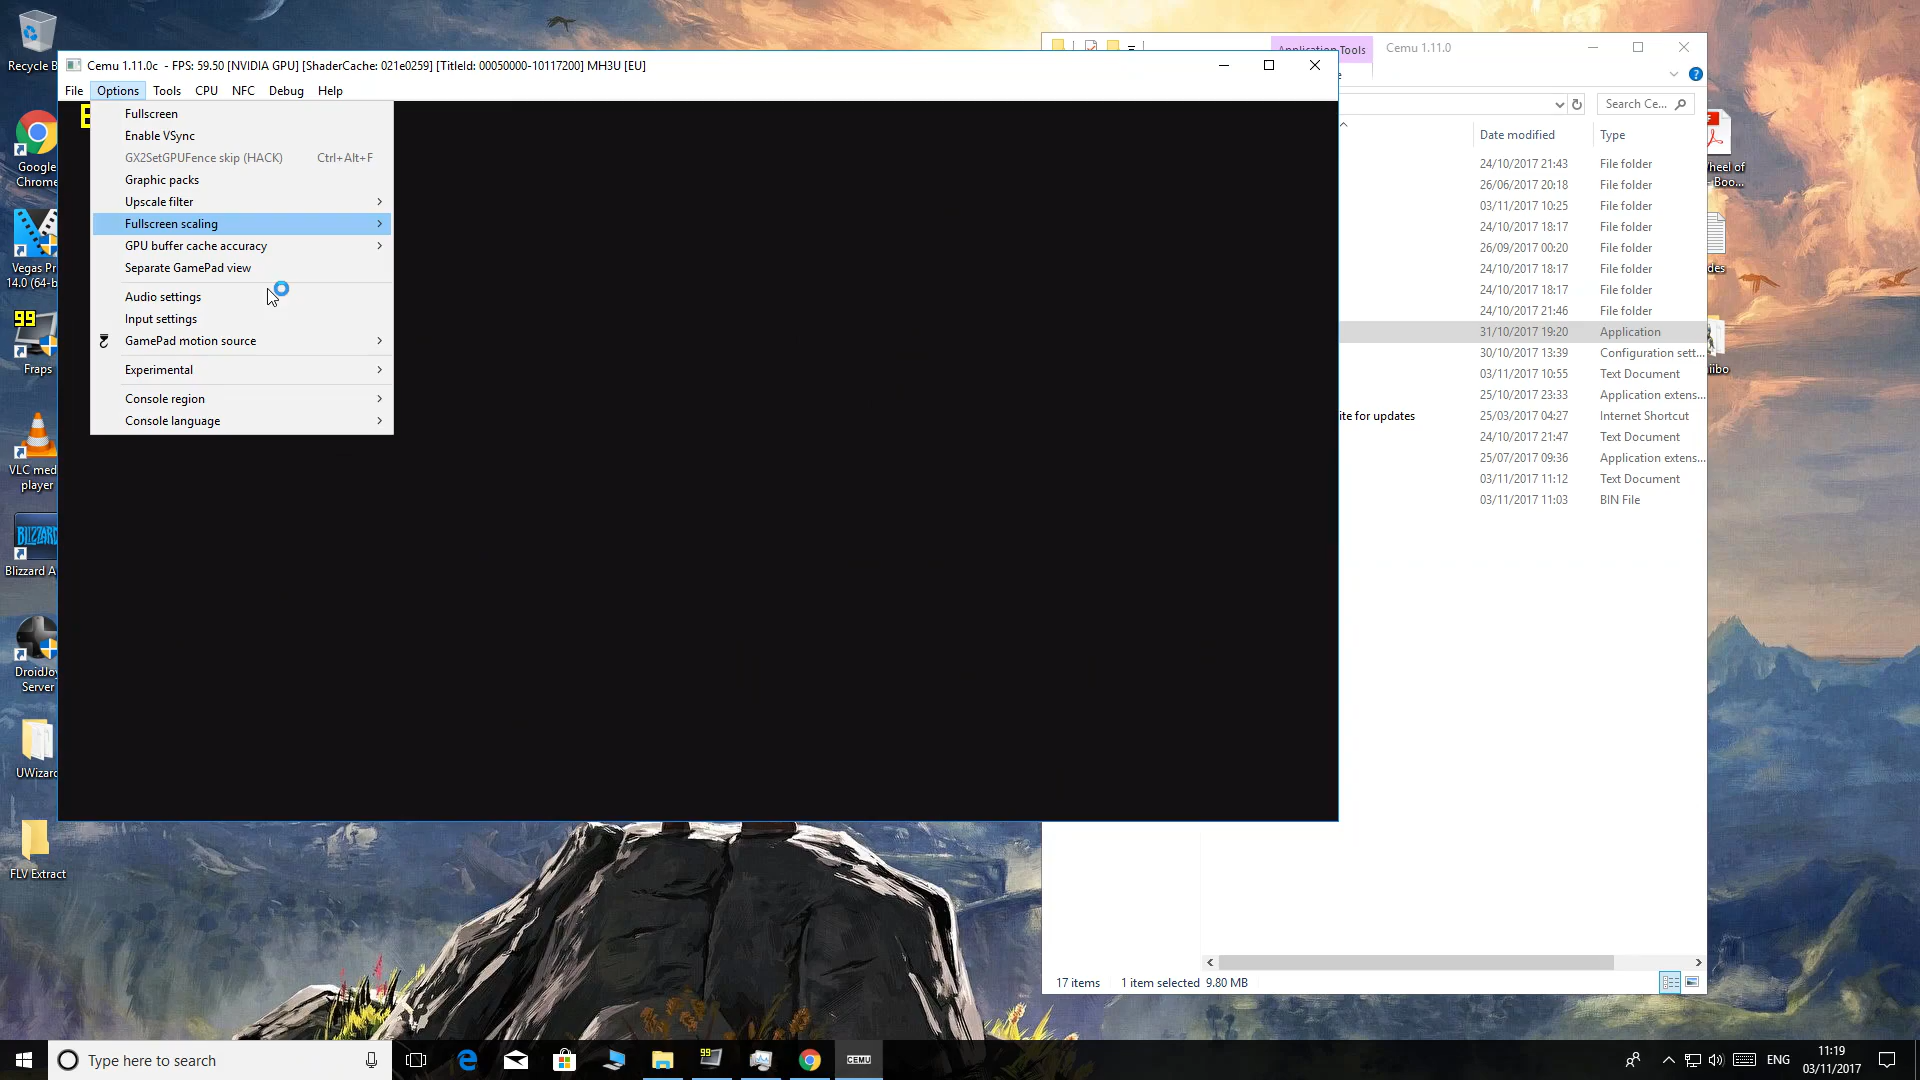 Recycle B
Application Tools
Cemu 1.11.0
Cemu 1.11.0c - FPS: 59.50 [NVIDIA GPU] [ShaderCache: 021e0259] [TitleId: 00050000-10117200] MH3U [EU]
File Options Tools CPU NFC Debug Help
Fullscreen
Enable VSync
GX2SetGPUFence skip (HACK) Ctrl+Alt+F
Graphic packs
Upscale filter
Fullscreen scaling
GPU buffer cache accuracy
Separate GamePad view
Audio settings
Input settings
GamePad motion source
Experimental
Console region
Console language
Google
Chrome
Vegas Pr
14.0 (64-b
99
Fraps
VLC med
player
BLIZZARD
Blizzard A
DroidJoy
Server
UWizard
FLV Extract
Search Ce...
Date modified Type
24/10/2017 21:43 File folder
26/06/2017 20:18 File folder
03/11/2017 10:25 File folder
24/10/2017 18:17 File folder
26/09/2017 00:20 File folder
24/10/2017 18:17 File folder
24/10/2017 18:17 File folder
24/10/2017 21:46 File folder
31/10/2017 19:20 Application
30/10/2017 13:39 Configuration sett...
03/11/2017 10:55 Text Document
25/10/2017 23:33 Application extens...
ite for updates 25/03/2017 04:27 Internet Shortcut
24/10/2017 21:47 Text Document
25/07/2017 09:36 Application extens...
03/11/2017 11:12 Text Document
03/11/2017 11:03 BIN File
17 items 1 item selected 9.80 MB
heel of
Boo...
des
iibo
Type here to search
99
CEMU
ENG
11:19
03/11/2017